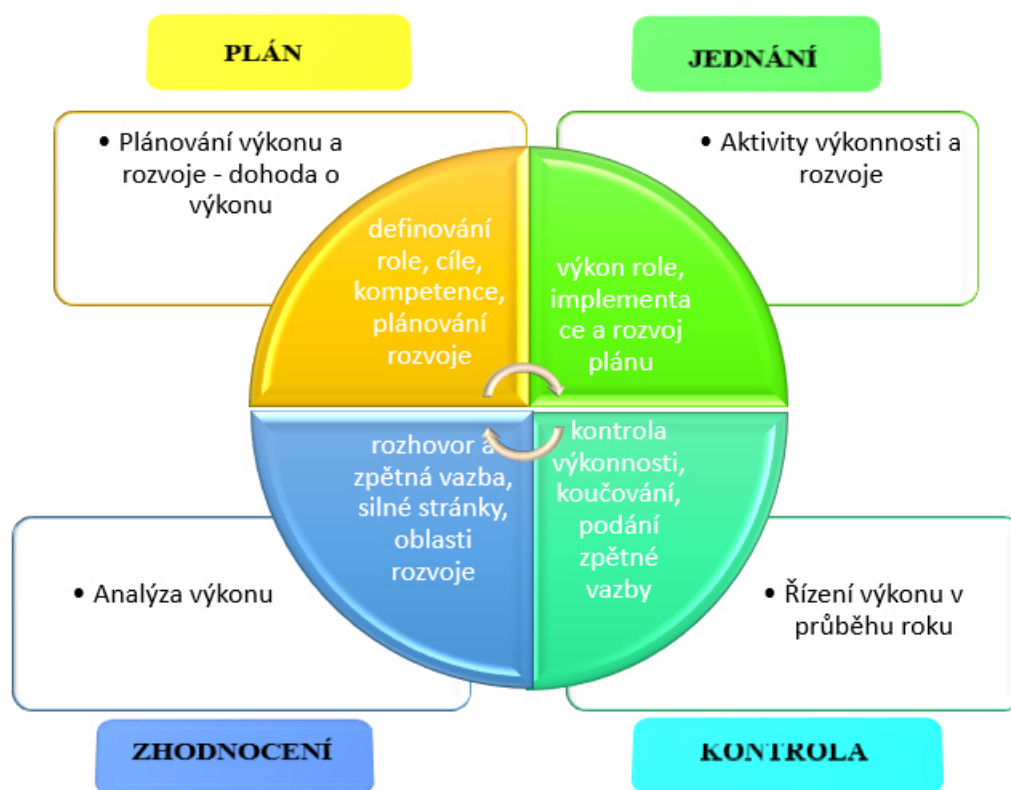 PLÁN
JEDNÁNÍ
• Plánování výkonu a
rozvoje - dohoda o
výkonu
• Aktivity výkonnosti a
rozvoje
definování
role, cíle,
kompetence,
plánování
rozvoje
výkon role,
implementa
ce a rozvoj
plánu
rozhovor a
zpětná vazba,
silné stránky,
oblasti
rozvoje
kontrola
výkonnosti,
koučování,
podání
zpětné
vazby
• Analýza výkonu
• Řízení výkonu v
průběhu roku
ZHODNOCENÍ
KONTROLA